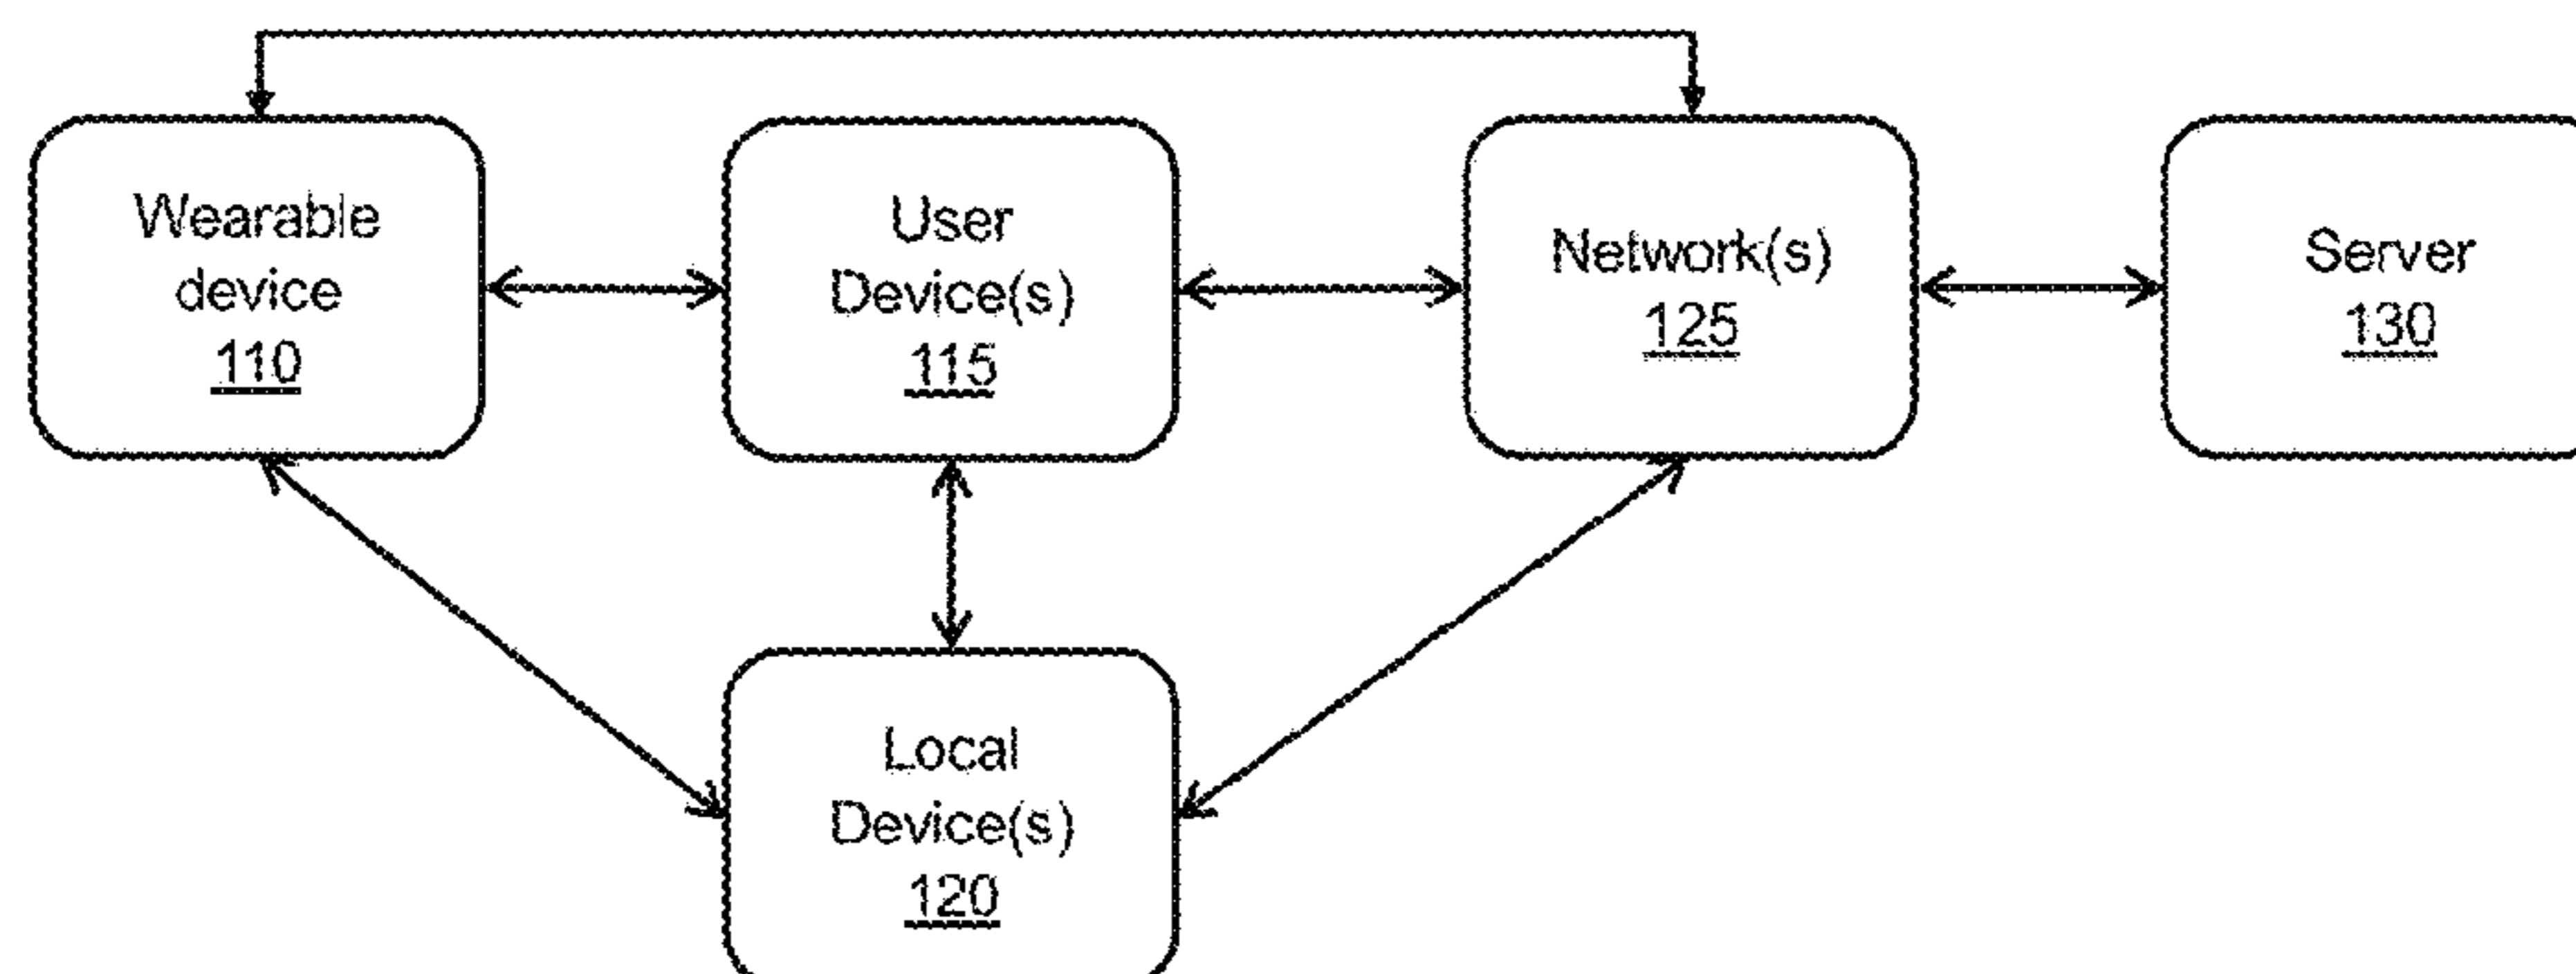 Wearable
device
110
User
Device(s)
115
Network(s)
125
Server
130
Local
Device(s)
120